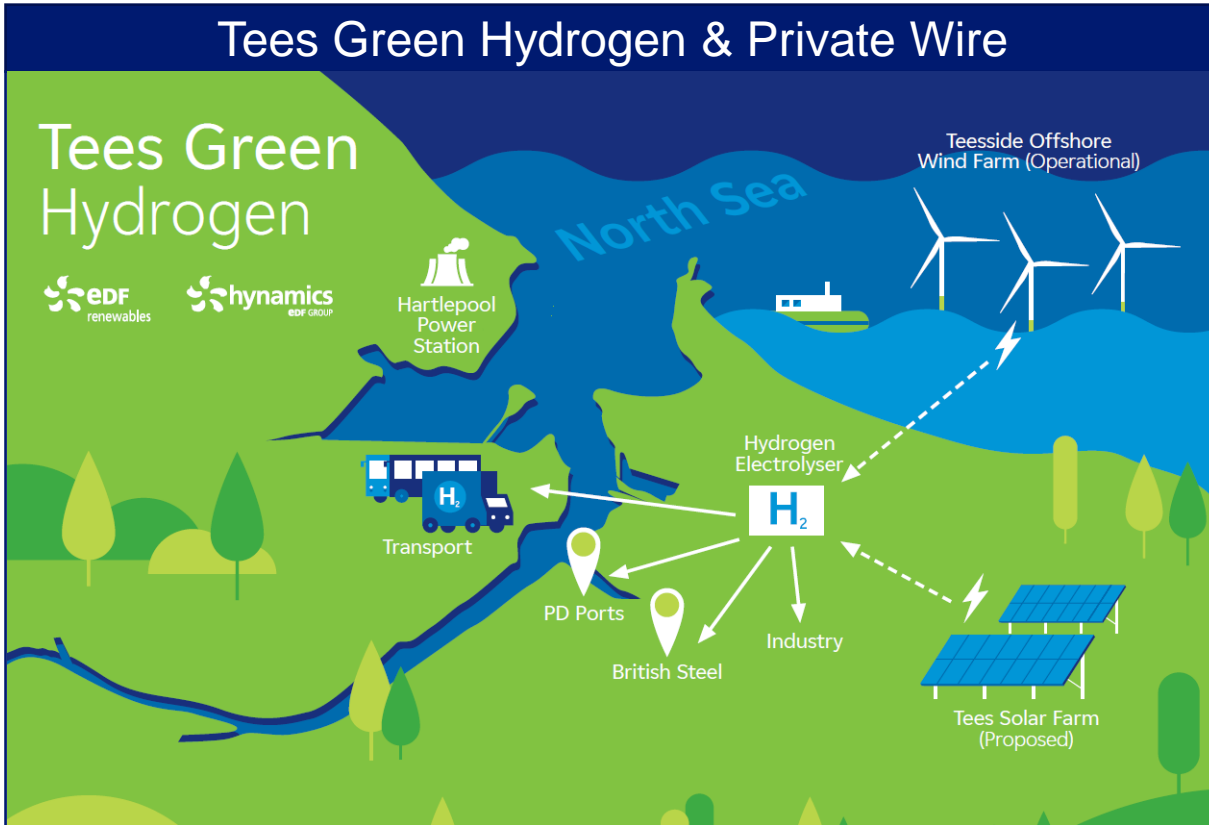 Tees Green Hydrogen & Private Wire
Tees Green
Hydrogen
eDF
renewables
hynamics
eDF GROUP
Teesside Offshore
Wind Farm (Operational)
North Sea
Hartlepool
Power
Station
Hydrogen
Electrolyser
H₂
H₂
Transport
PD Ports
British Steel
Industry
Tees Solar Farm
(Proposed)